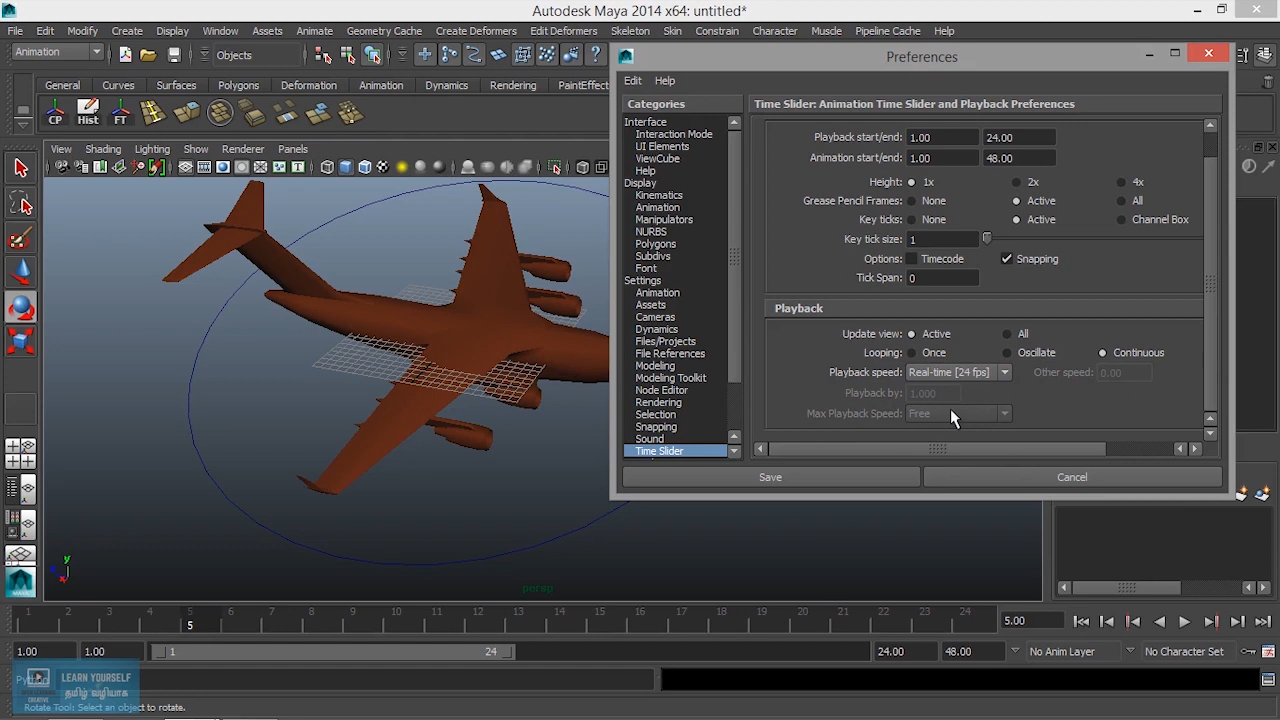 Autodesk Maya 2014 x64: untitled*
File Edit Modify Create Display Window Assets Animate Geometry Cache Create Deformers Edit Deformers Skeleton Skin Constrain Character Muscle Pipeline Cache Help
Animation Objects
General Curves Surfaces Polygons Deformation Animation Dynamics Rendering PaintEffect
CP Hist FT
View Shading Lighting Show Renderer Panels
Preferences
Edit Help
Categories
Interface
Interaction Mode
UI Elements
ViewCube
Help
Display
Kinematics
Animation
Manipulators
NURBS
Polygons
Subdivs
Font
Settings
Animation
Assets
Cameras
Dynamics
Files/Projects
File References
Modeling
Modeling Toolkit
Node Editor
Rendering
Selection
Snapping
Sound
Time Slider
Time Slider: Animation Time Slider and Playback Preferences
Playback start/end: 1.00 24.00
Animation start/end: 1.00 48.00
Height: 1x 2x 4x
Grease Pencil Frames: None Active All
Key ticks: None Active Channel Box
Key tick size: 1
Options: Timecode Snapping
Tick Span: 0
Playback
Update view: Active All
Looping: Once Oscillate Continuous
Playback speed: Real-time [24 fps] Other speed: 0.00
Playback by: 1.000
Max Playback Speed: Free
Save Cancel
y
x
persp
1 2 3 4 5 6 7 8 9 10 11 12 13 14 15 16 17 18 19 20 21 22 23 24
5
5.00
1.00 1.00 1 24 24.00 48.00 No Anim Layer No Character Set
Python
LEARN YOURSELF
தமிழ் வழியாக
CREATIVE
Rotate Tool: Select an object to rotate.